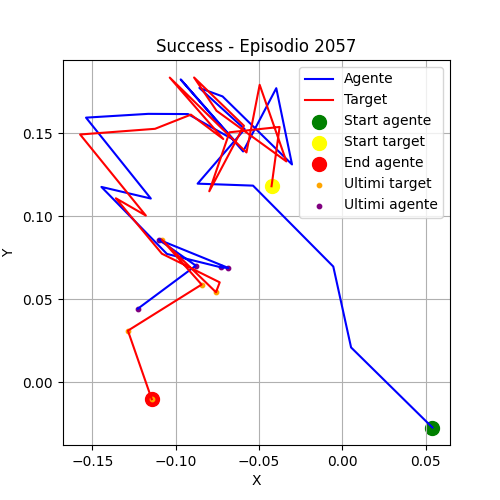 Success - Episodio 2057
Agente
Target
Start agente
Start target
End agente
Ultimi target
Ultimi agente
0.15
0.10
0.05
0.00
Y
−0.15
−0.10
−0.05
0.00
0.05
X